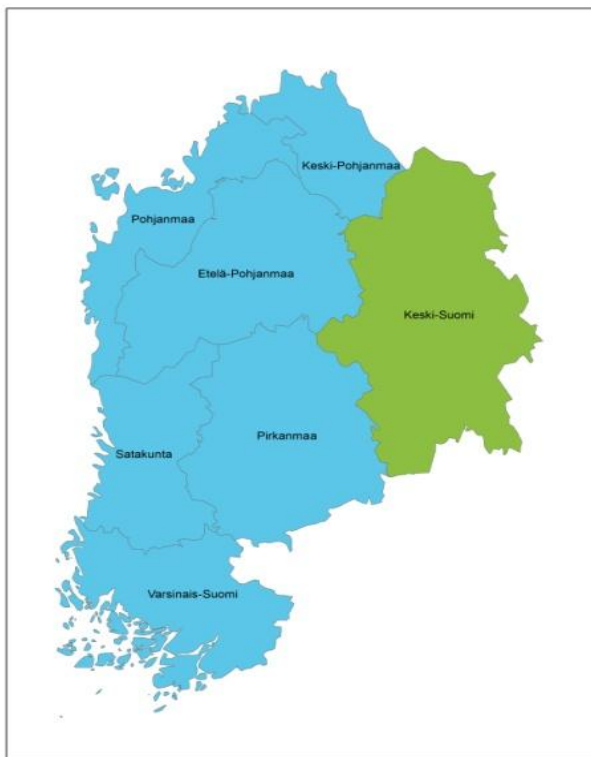 Keski-Pohjanmaa
Pohjanmaa
Etelä-Pohjanmaa
Keski-Suomi
Pirkanmaa
Satakunta
Varsinais-Suomi